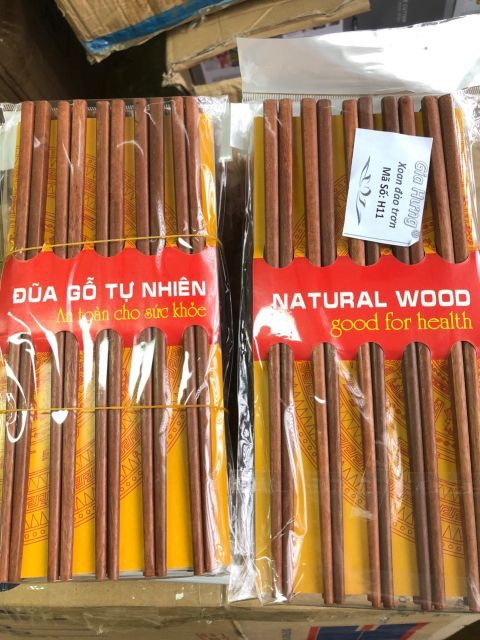 ĐŨA GỖ TỰ NHIÊN
An toàn cho sức khỏe
Gia Hưng®
Xoan đào trơn
Mã Số: H11
NATURAL WOOD
good for health